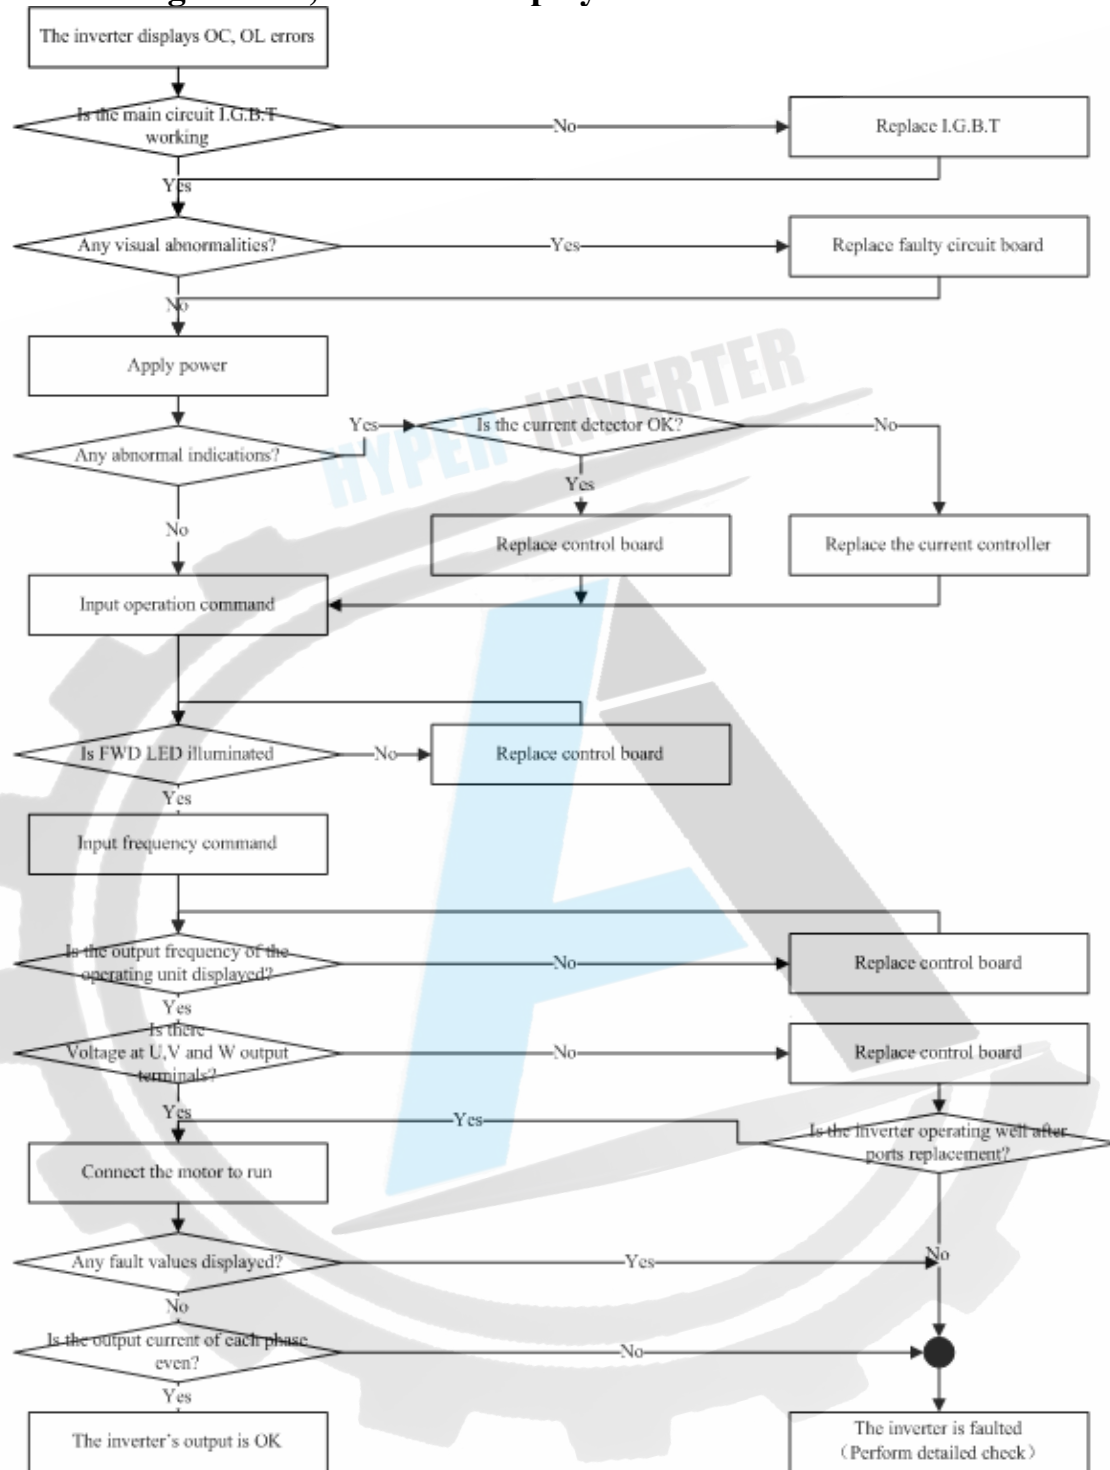 The inverter displays OC, OL errors
Is the main circuit I.G.B.T
working
No
Replace I.G.B.T
Yes
Any visual abnormalities?
Yes
Replace faulty circuit board
No
Apply power
HYPER INVERTER
Any abnormal indications?
Yes
Is the current detector OK?
No
Yes
No
Replace control board
Replace the current controller
Input operation command
Is FWD LED illuminated
No
Replace control board
Yes
Input frequency command
Is the output frequency of the
operating unit displayed?
No
Replace control board
Yes
Is there
Voltage at U,V and W output
terminals?
No
Replace control board
Yes
Yes
Is the inverter operating well after
ports replacement?
Connect the motor to run
No
Any fault values displayed?
Yes
No
Is the output current of each phase
even?
No
Yes
The inverter's output is OK
The inverter is faulted
（Perform detailed check）